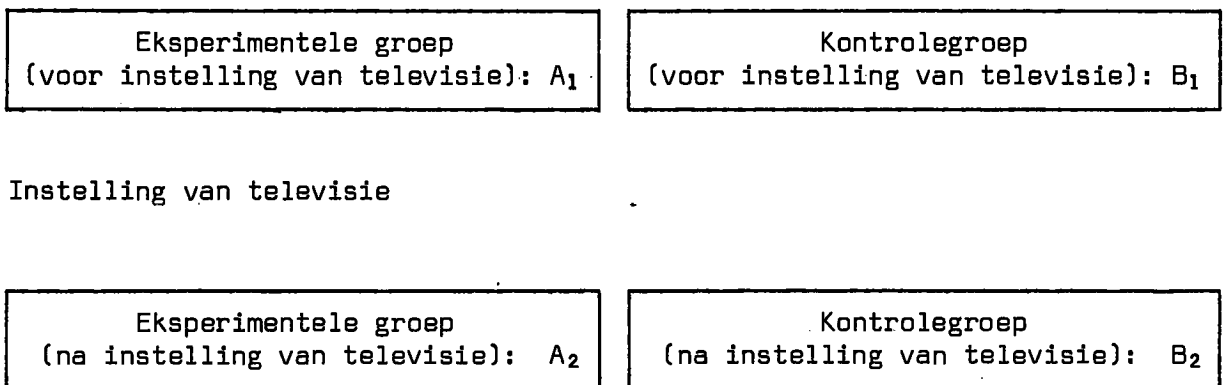 Eksperimentele groep
(voor instelling van televisie): A₁
Kontrolegroep
(voor instelling van televisie): B₁
Instelling van televisie
Eksperimentele groep
(na instelling van televisie): A₂
Kontrolegroep
(na instelling van televisie): B₂